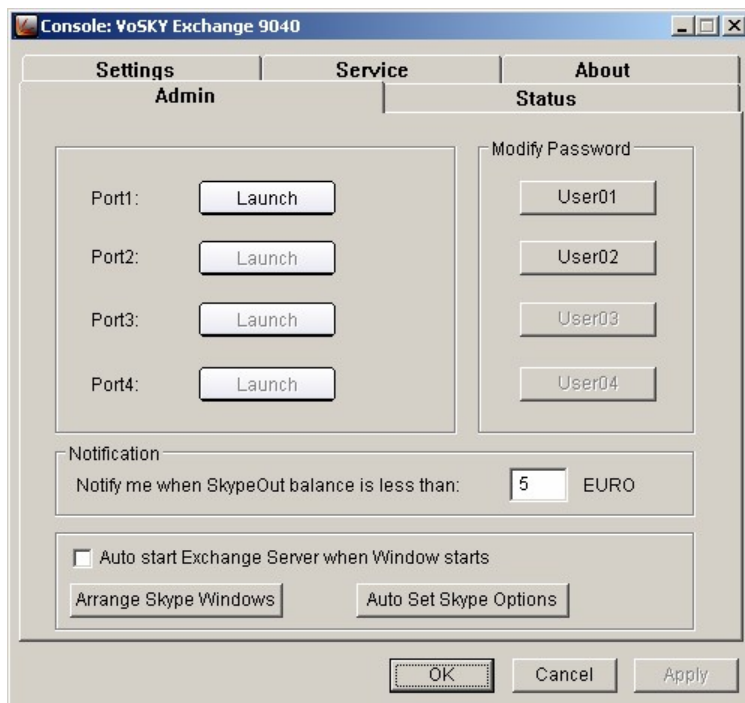 Console: VoSKY Exchange 9040
Settings Service About
Admin Status
Modify Password
Port1: Launch User01
Port2: Launch User02
Port3: Launch User03
Port4: Launch User04
Notification
Notify me when SkypeOut balance is less than: 5 EURO
Auto start Exchange Server when Window starts
Arrange Skype Windows Auto Set Skype Options
OK Cancel Apply